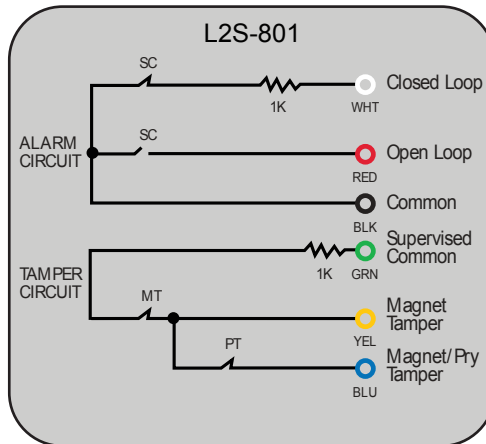 L2S-801
SC
Closed Loop
1K
WHT
ALARM
CIRCUIT
SC
Open Loop
RED
Common
BLK
Supervised
Common
1K
GRN
TAMPER
CIRCUIT
MT
Magnet
Tamper
YEL
PT
Magnet/Pry
Tamper
BLU